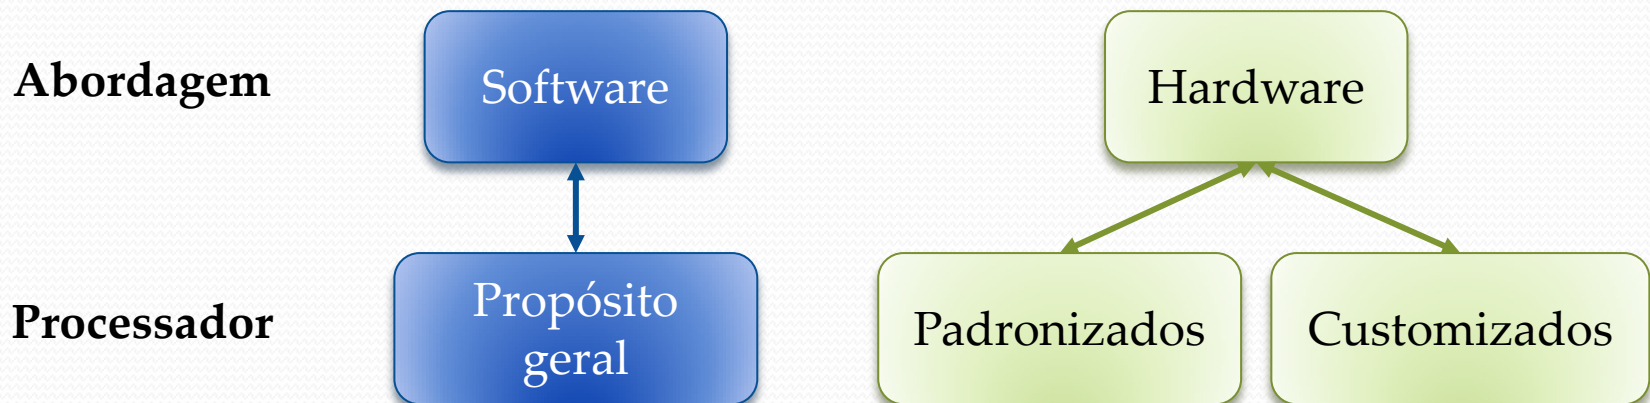 Abordagem
Software
Hardware
Processador
Propósito
geral
Padronizados
Customizados